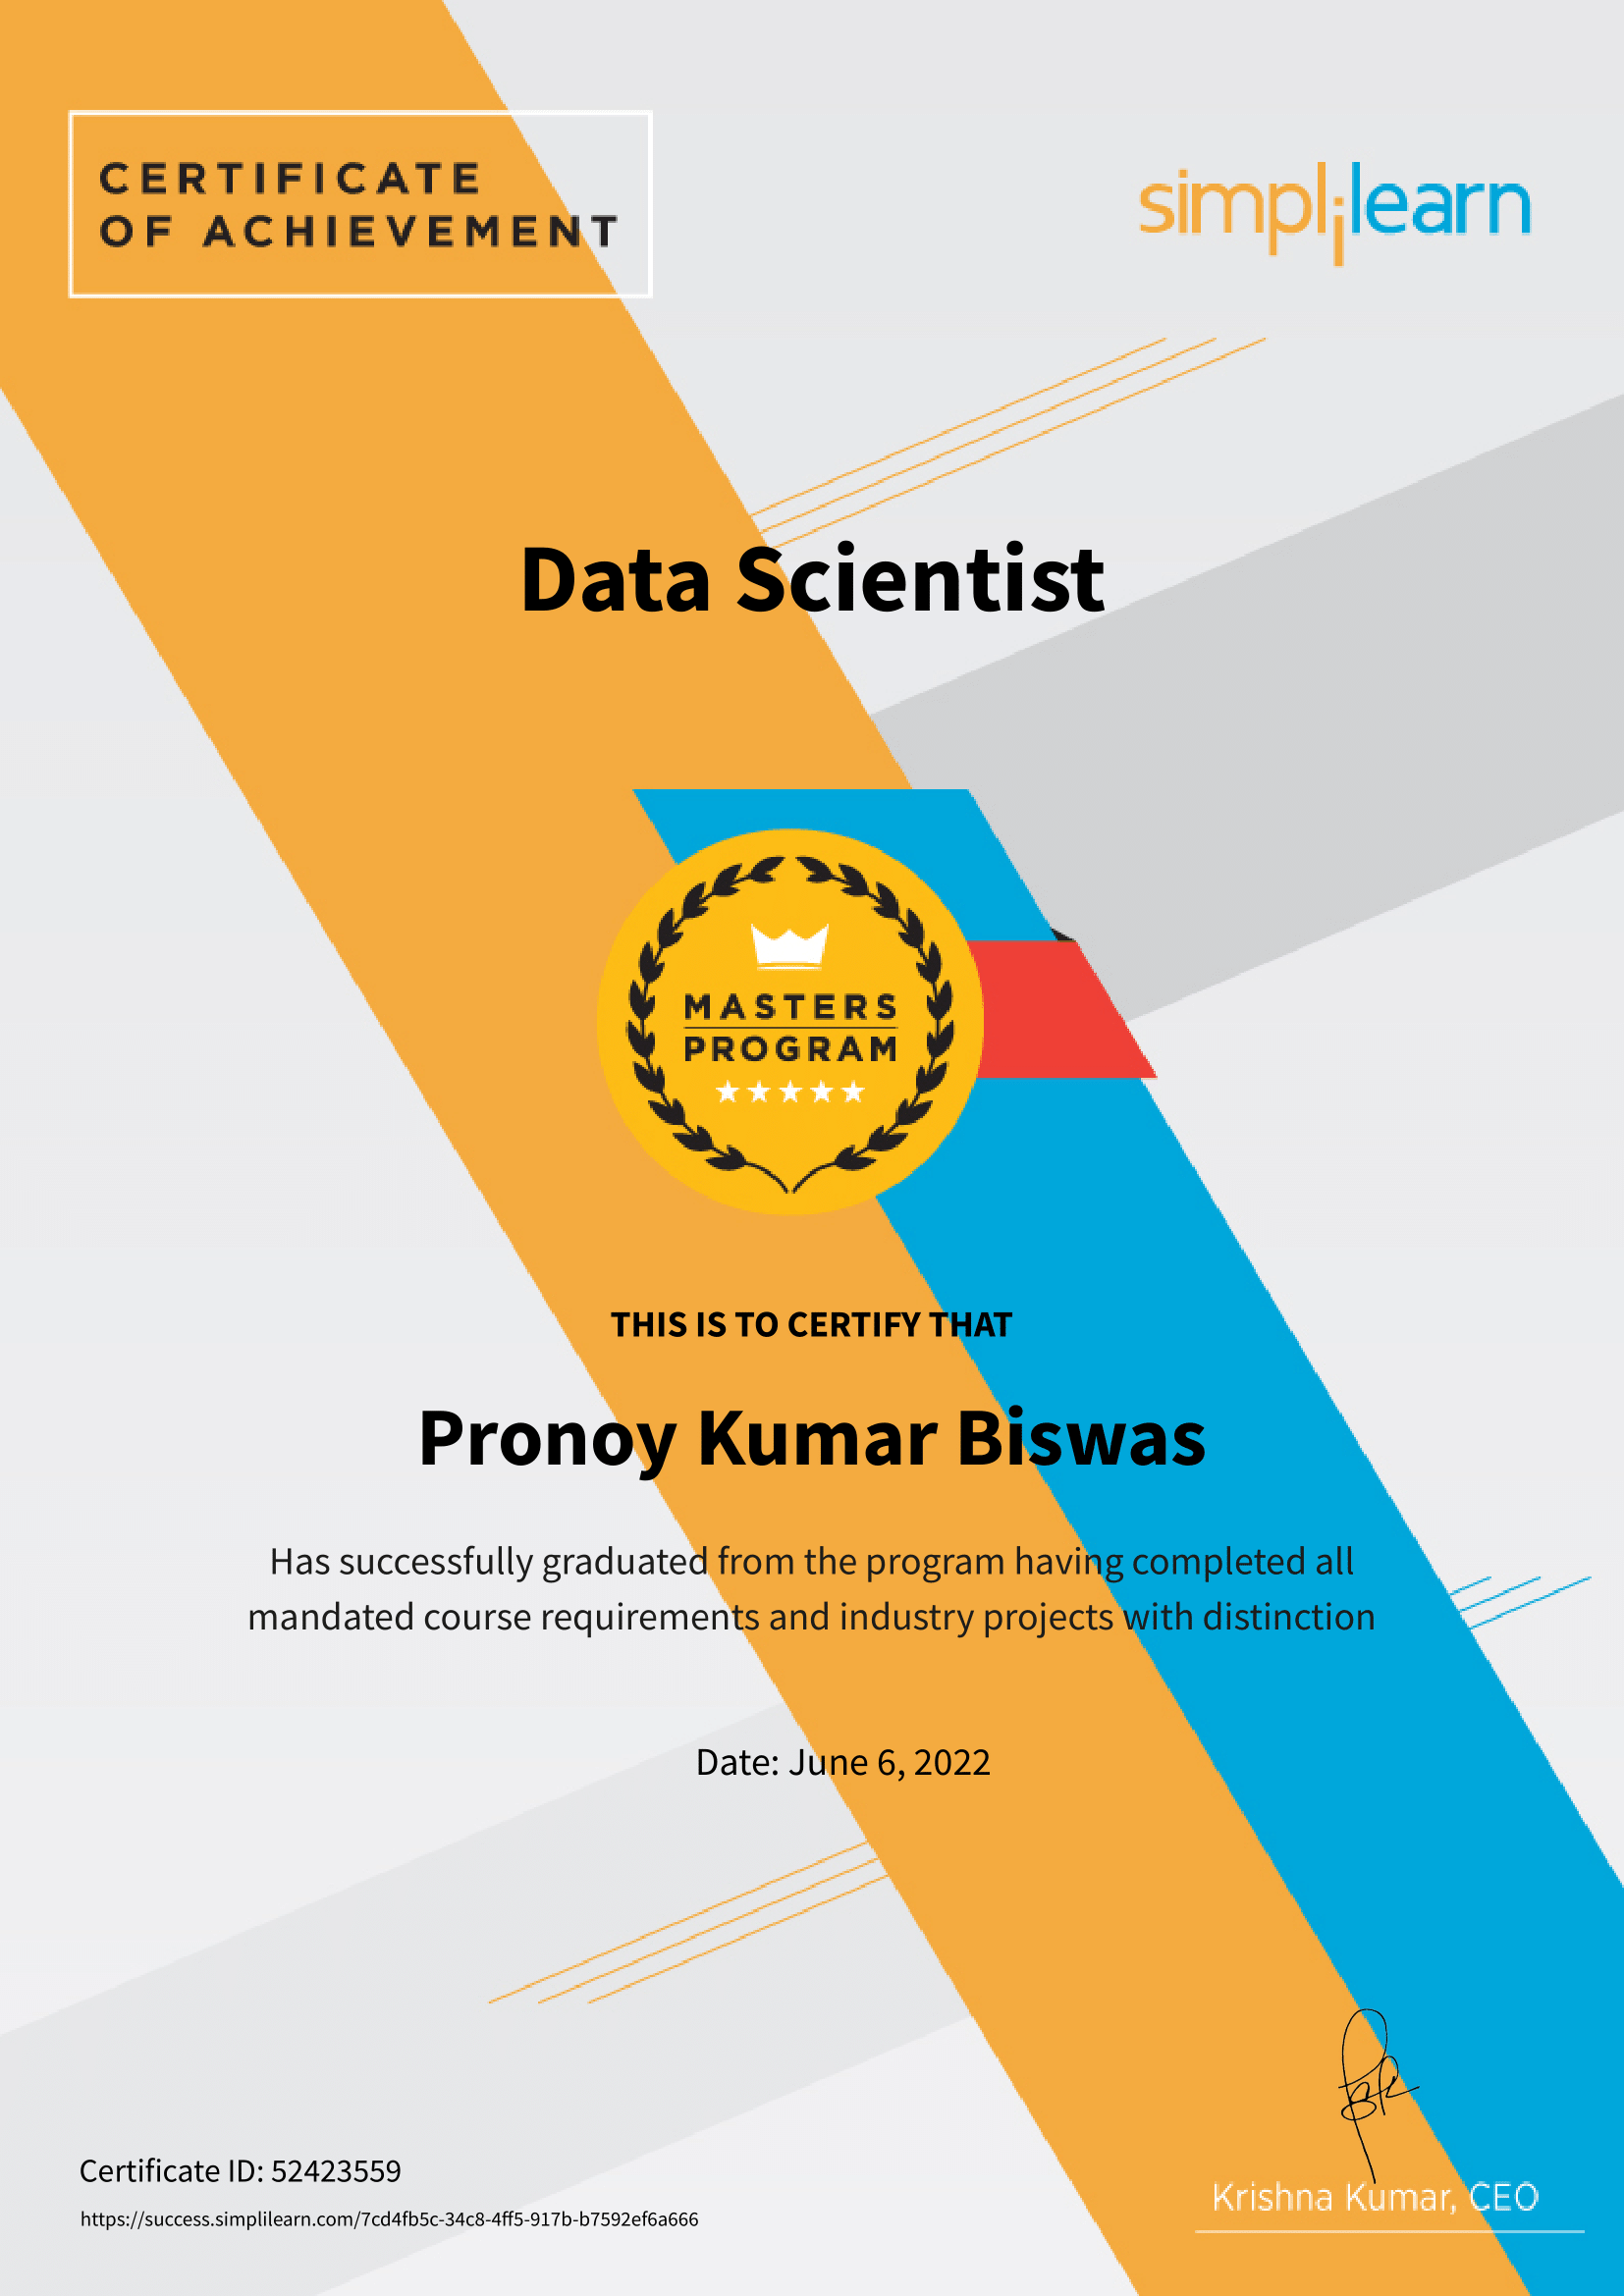 CERTIFICATE
OF ACHIEVEMENT
simplilearn
Data Scientist
MASTERS
PROGRAM
THIS IS TO CERTIFY THAT
Pronoy Kumar Biswas
Has successfully graduated from the program having completed all
mandated course requirements and industry projects with distinction
Date: June 6, 2022
Certificate ID: 52423559
https://success.simplilearn.com/7cd4fb5c-34c8-4ff5-917b-b7592ef6a666
Krishna Kumar, CEO